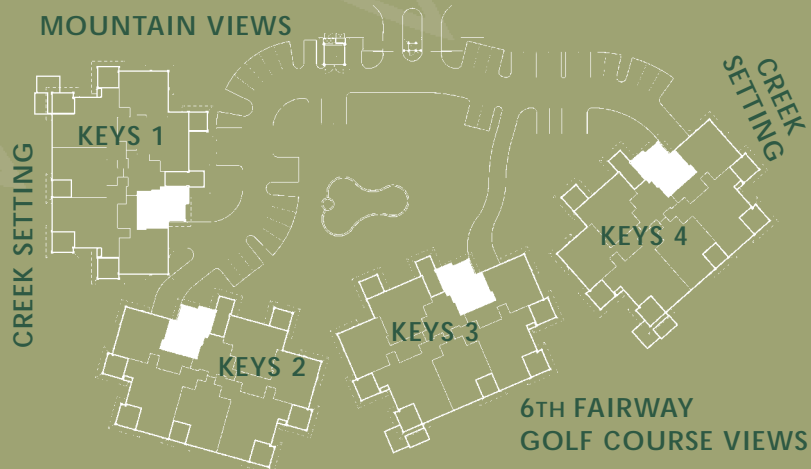 MOUNTAIN VIEWS
CREEK
SETTING
KEYS 1
CREEK SETTING
KEYS 4
KEYS 3
KEYS 2
6TH FAIRWAY
GOLF COURSE VIEWS